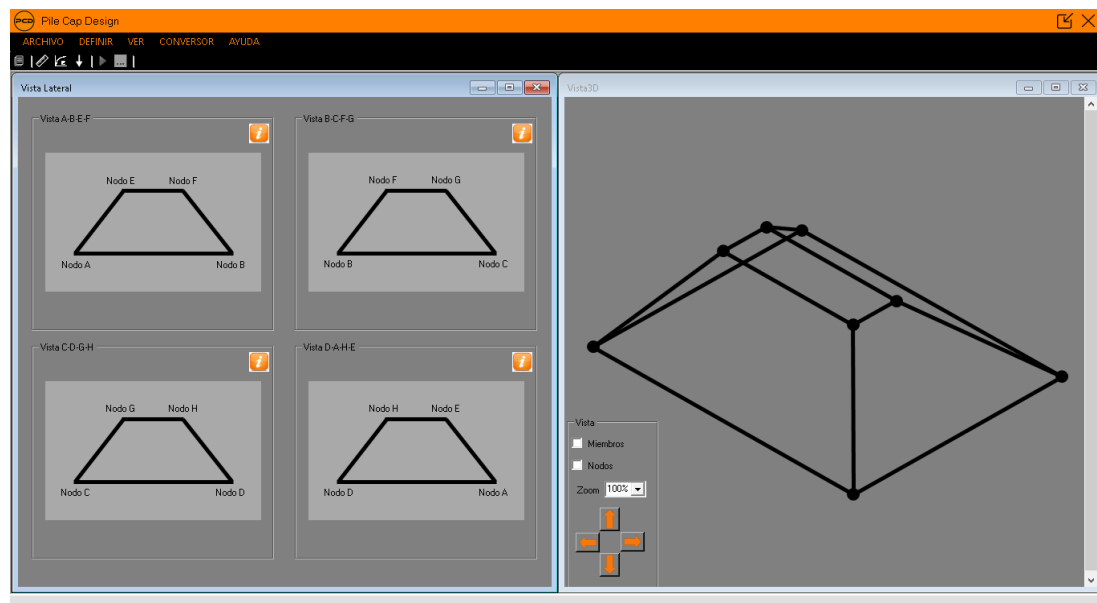 PCD Pile Cap Design
ARCHIVO DEFINIR VER CONVERSOR AYUDA
Vista Lateral
Vista A-B-E-F
i
Nodo E Nodo F
Nodo A Nodo B
Vista B-C-F-G
i
Nodo F Nodo G
Nodo B Nodo C
Vista C-D-G-H
i
Nodo G Nodo H
Nodo C Nodo D
Vista D-A-H-E
i
Nodo H Nodo E
Nodo D Nodo A
Vista3D
Vista
Miembros
Nodos
Zoom 100%